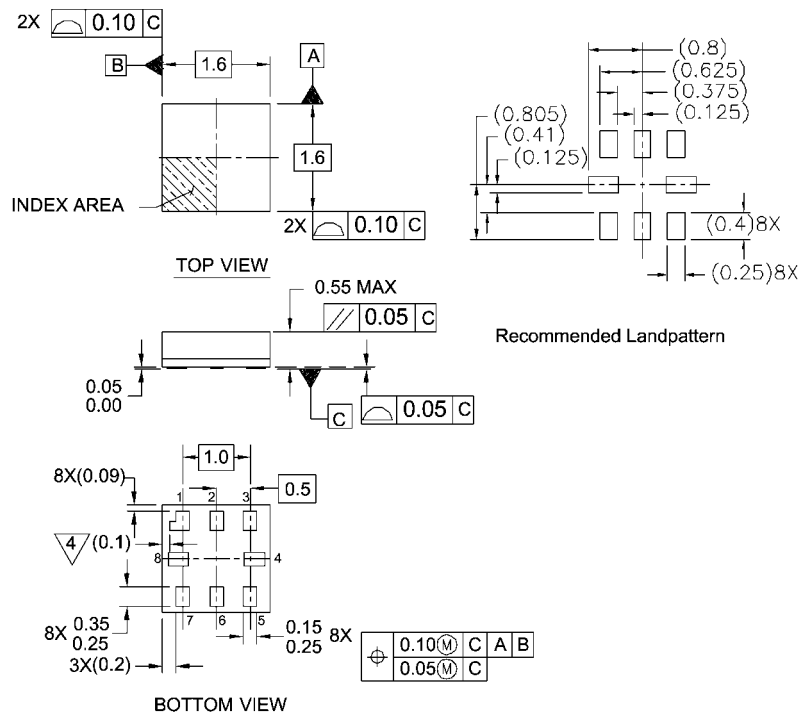 2X 0.10 C
B 1.6 A
1.6
INDEX AREA
2X 0.10 C
TOP VIEW
(0.8)
(0.625)
(0.375)
(0.125)
(0.805)
(0.41)
(0.125)
(0.4)8X
(0.25)8X
Recommended Landpattern
0.55 MAX
// 0.05 C
0.05
0.00
C
0.05 C
1.0
8X(0.09)
0.5
1 2 3
4 (0.1)
8 4
7 6 5
8X 0.35
0.25
0.15
0.25 8X
3X(0.2)
0.10Ⓜ C A B
0.05Ⓜ C
BOTTOM VIEW